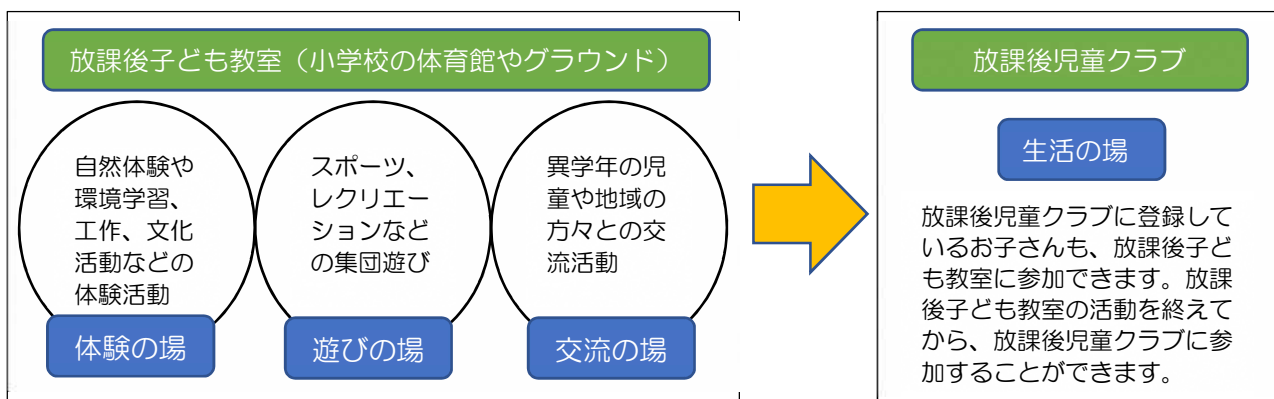 放課後子ども教室（小学校の体育館やグラウンド）
自然体験や
環境学習、
工作、文化
活動などの
体験活動
体験の場
スポーツ、
レクリエー
ションなど
の集団遊び
遊びの場
異学年の児
童や地域の
方々との交
流活動
交流の場
放課後児童クラブ
生活の場
放課後児童クラブに登録して
いるお子さんも、放課後子ど
も教室に参加できます。放課
後子ども教室の活動を終えて
から、放課後児童クラブに参
加することができます。